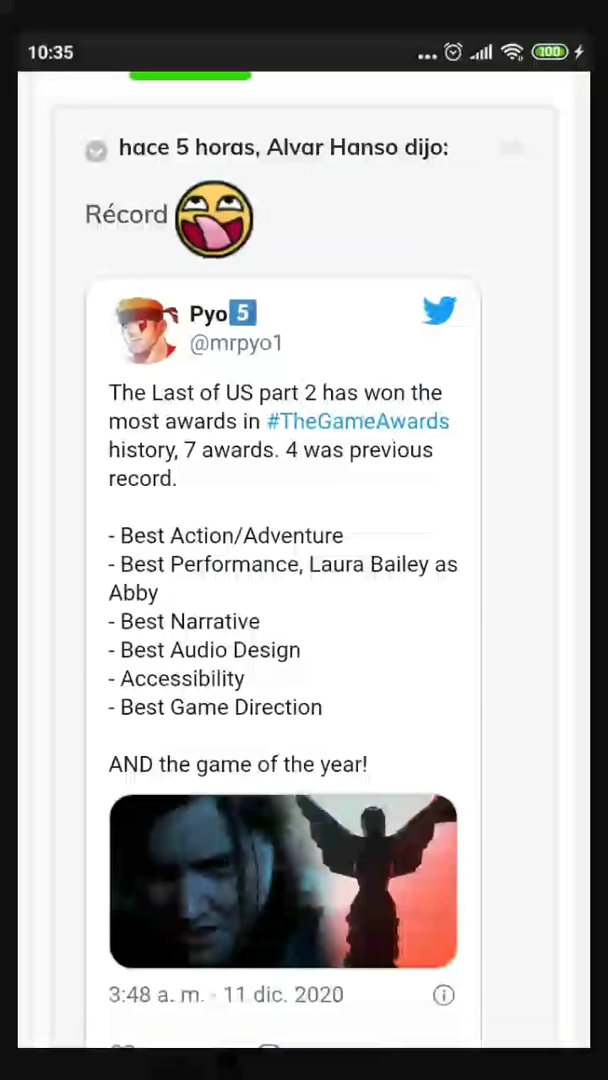 10:35
100
hace 5 horas, Alvar Hanso dijo:
Récord
Pyo5
@mrpyo1
The Last of US part 2 has won the
most awards in #TheGameAwards
history, 7 awards. 4 was previous
record.
- Best Action/Adventure
- Best Performance, Laura Bailey as
Abby
- Best Narrative
- Best Audio Design
- Accessibility
- Best Game Direction
AND the game of the year!
3:48 a. m. · 11 dic. 2020